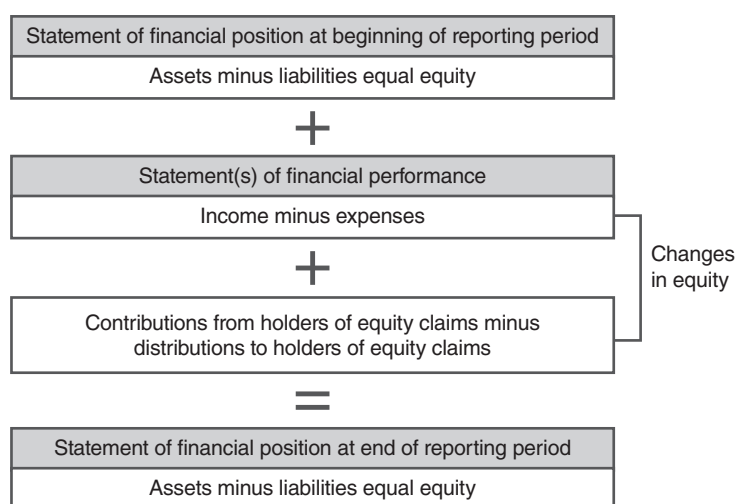 Statement of financial position at beginning of reporting period
Assets minus liabilities equal equity
+
Statement(s) of financial performance
Income minus expenses
Changes
in equity
+
Contributions from holders of equity claims minus
distributions to holders of equity claims
=
Statement of financial position at end of reporting period
Assets minus liabilities equal equity